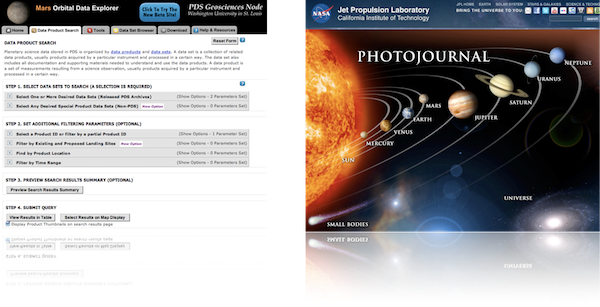 Mars Orbital Data Explorer
Click To Try The
New Beta Site!
PDS Geosciences Node
Washington University in St. Louis
Home
Data Product Search
Tools
Data Set Browser
Download
Help & Resources
Reset Form
DATA PRODUCT SEARCH
Planetary science data stored in PDS is organized by data products and data sets. A data set is a collection of related
data products, usually products acquired by a particular instrument and processed in a certain way. The data set also
includes all documentation and supporting materials needed to understand and use the data products. A data product is
a set of measurements resulting from a science observation, usually products acquired by a particular instrument and
processed in a certain way.
STEP 1. SELECT DATA SETS TO SEARCH (A SELECTION IS REQUIRED)
Select One or More Desired Data Sets (Released PDS Archives)
(Show Options - 2 Parameters Set)
Select Any Desired Special Product Data Sets (Non-PDS)
New Option
(Show Options - 0 Parameters Set)
STEP 2. SET ADDITIONAL FILTERING PARAMETERS (OPTIONAL)
Select a Product ID or filter by a partial Product ID
(Show Options - 1 Parameter Set)
Filter by Existing and Proposed Landing Sites
New Option
(Show Options - 0 Parameters Set)
Find by Product Location
(Show Options - 0 Parameters Set)
Filter by Time Range
(Show Options - 0 Parameters Set)
STEP 3. PREVIEW SEARCH RESULTS SUMMARY (OPTIONAL)
Preview Search Results Summary
STEP 4. SUBMIT QUERY
View Results in Table
Select Results on Map Display
Display Product Thumbnails on search results page
NASA
Jet Propulsion Laboratory
California Institute of Technology
JPL HOME
EARTH
SOLAR SYSTEM
STARS & GALAXIES
BRING THE UNIVERSE TO YOU:
PHOTOJOURNAL
NEPTUNE
URANUS
SATURN
JUPITER
MARS
EARTH
VENUS
MERCURY
SUN
UNIVERSE
SMALL BODIES